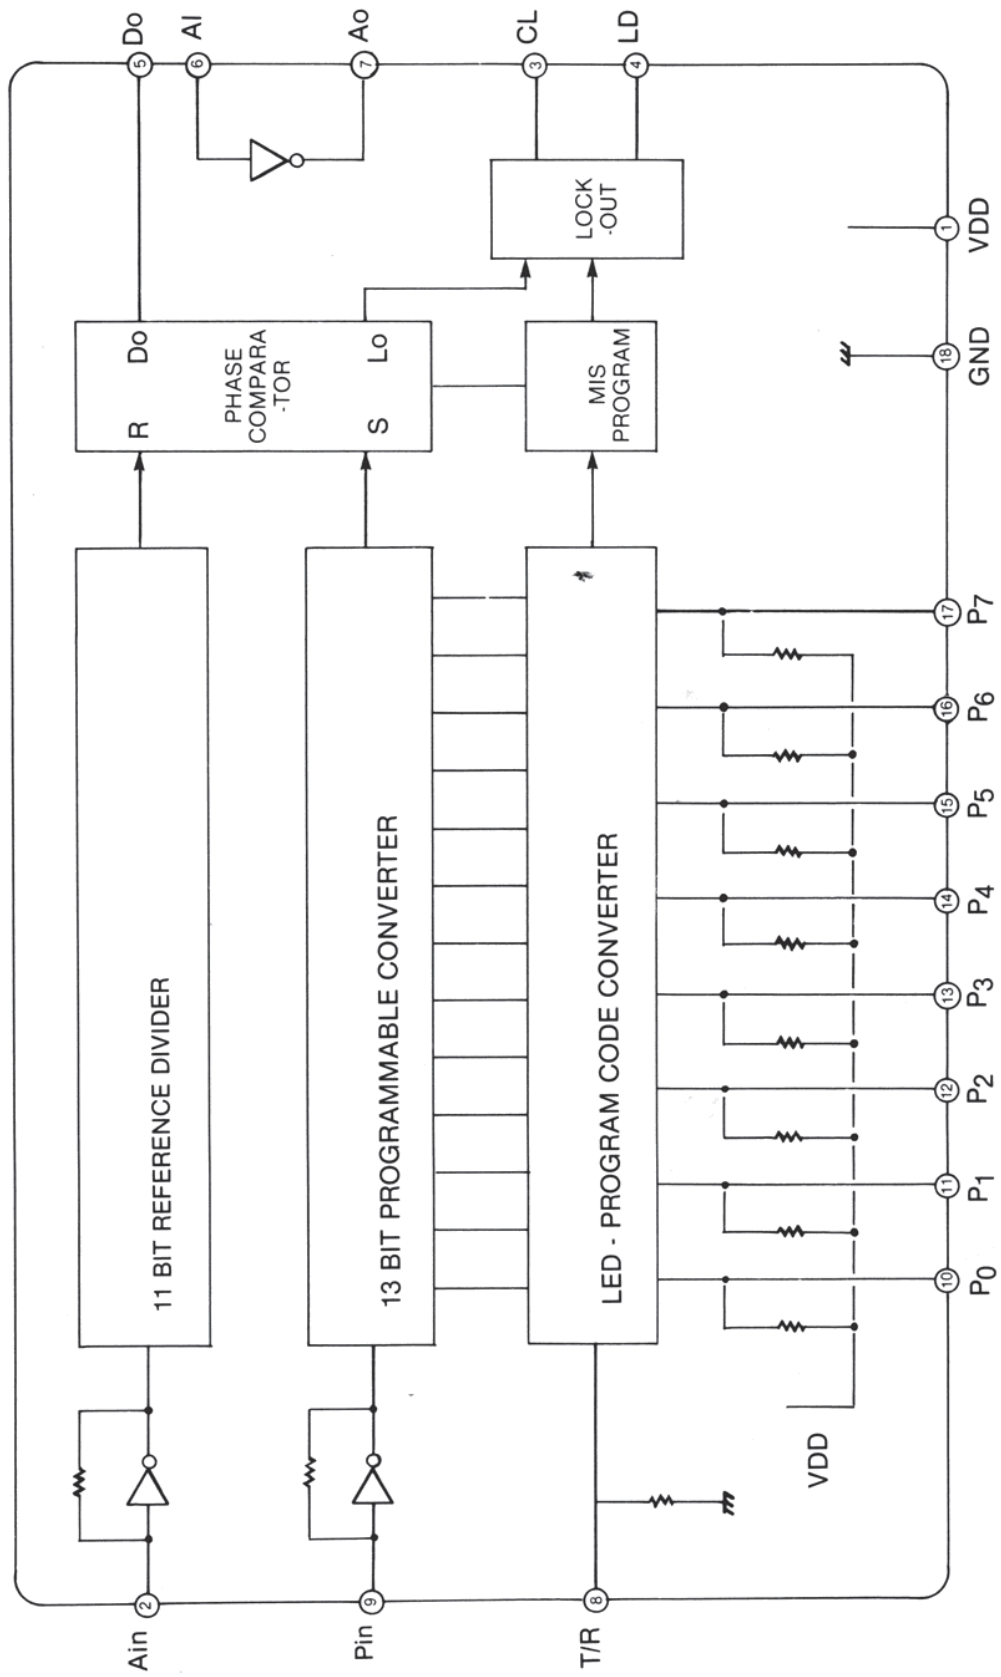 Ain
2
11 BIT REFERENCE DIVIDER
R
Do
PHASE
COMPARA
-TOR
S
Lo
5
Do
6
AI
7
Ao
Pin
9
13 BIT PROGRAMMABLE CONVERTER
LOCK
-OUT
3
CL
4
LD
T/R
8
LED - PROGRAM CODE CONVERTER
MIS
PROGRAM
VDD
10
P0
11
P1
12
P2
13
P3
14
P4
15
P5
16
P6
17
P7
18
GND
1
VDD